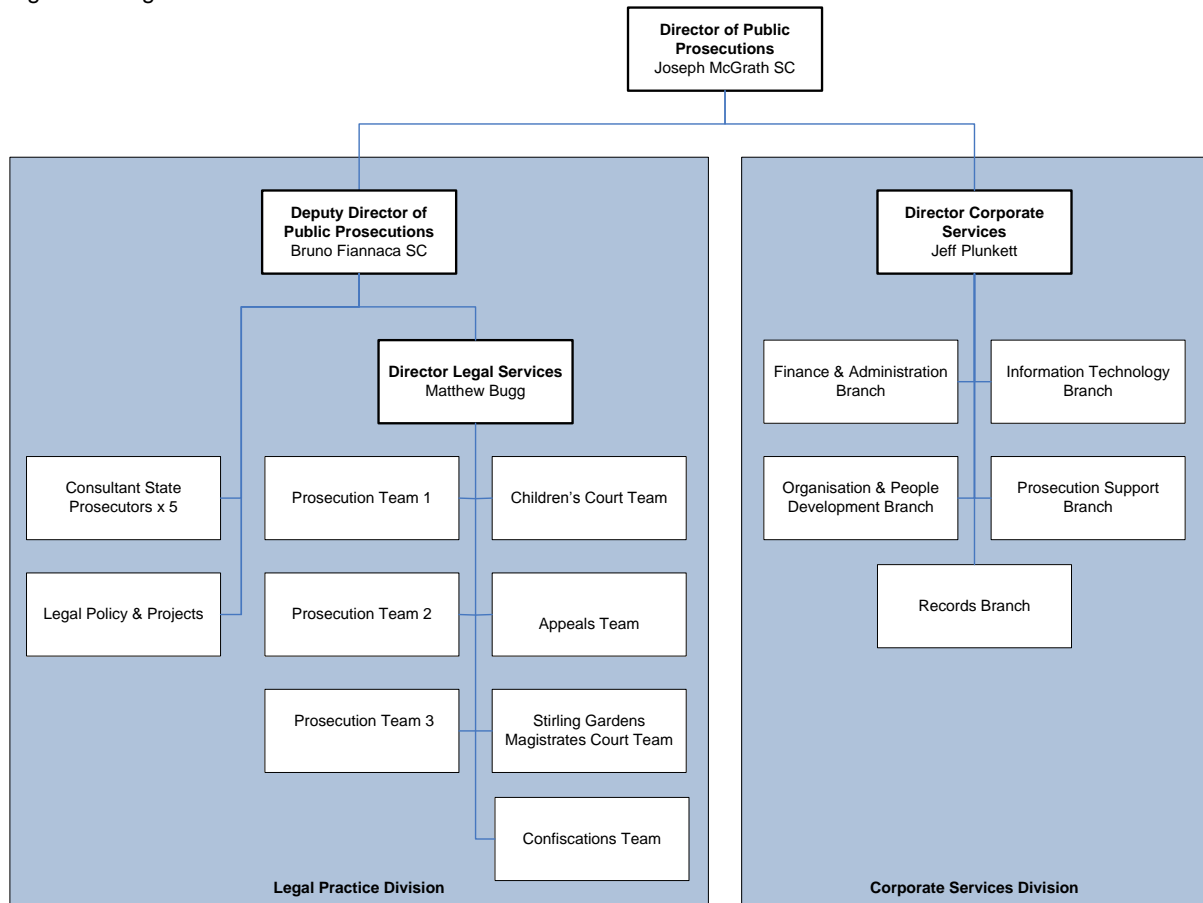 Director of Public
Prosecutions
Joseph McGrath SC
Deputy Director of
Public Prosecutions
Bruno Fiannaca SC
Director Corporate
Services
Jeff Plunkett
Director Legal Services
Matthew Bugg
Finance & Administration
Branch
Information Technology
Branch
Consultant State
Prosecutors x 5
Prosecution Team 1
Children's Court Team
Organisation & People
Development Branch
Prosecution Support
Branch
Legal Policy & Projects
Prosecution Team 2
Appeals Team
Records Branch
Prosecution Team 3
Stirling Gardens
Magistrates Court Team
Confiscations Team
Legal Practice Division
Corporate Services Division